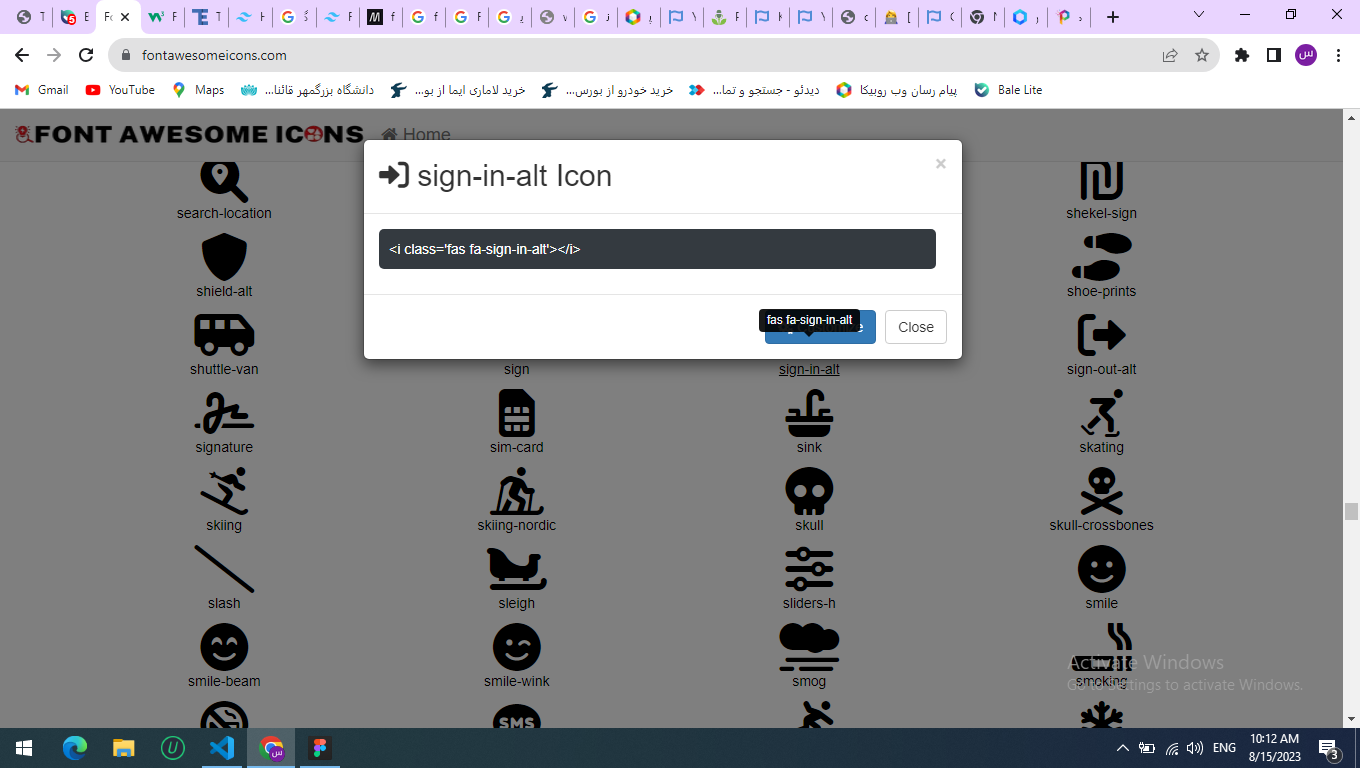 fontawesomeicons.com
Gmail
YouTube
Maps
دانشگاه بزرگمهر قائنا...
خرید لاماری ایما از بو...
خرید خودرو از بورس...
دیدئو - جستجو و تما...
پیام رسان وب روبیکا
Bale Lite
FONT AWESOME ICONS
Home
sign-in-alt Icon
×
<i class='fas fa-sign-in-alt'></i>
fas fa-sign-in-alt
Close
search-location
shekel-sign
shield-alt
shoe-prints
shuttle-van
sign
sign-in-alt
sign-out-alt
signature
sim-card
sink
skating
skiing
skiing-nordic
skull
skull-crossbones
slash
sleigh
sliders-h
smile
smile-beam
smile-wink
smog
smoking
SMS
Activate Windows
Go to Settings to activate Windows.
ENG
10:12 AM
8/15/2023
3